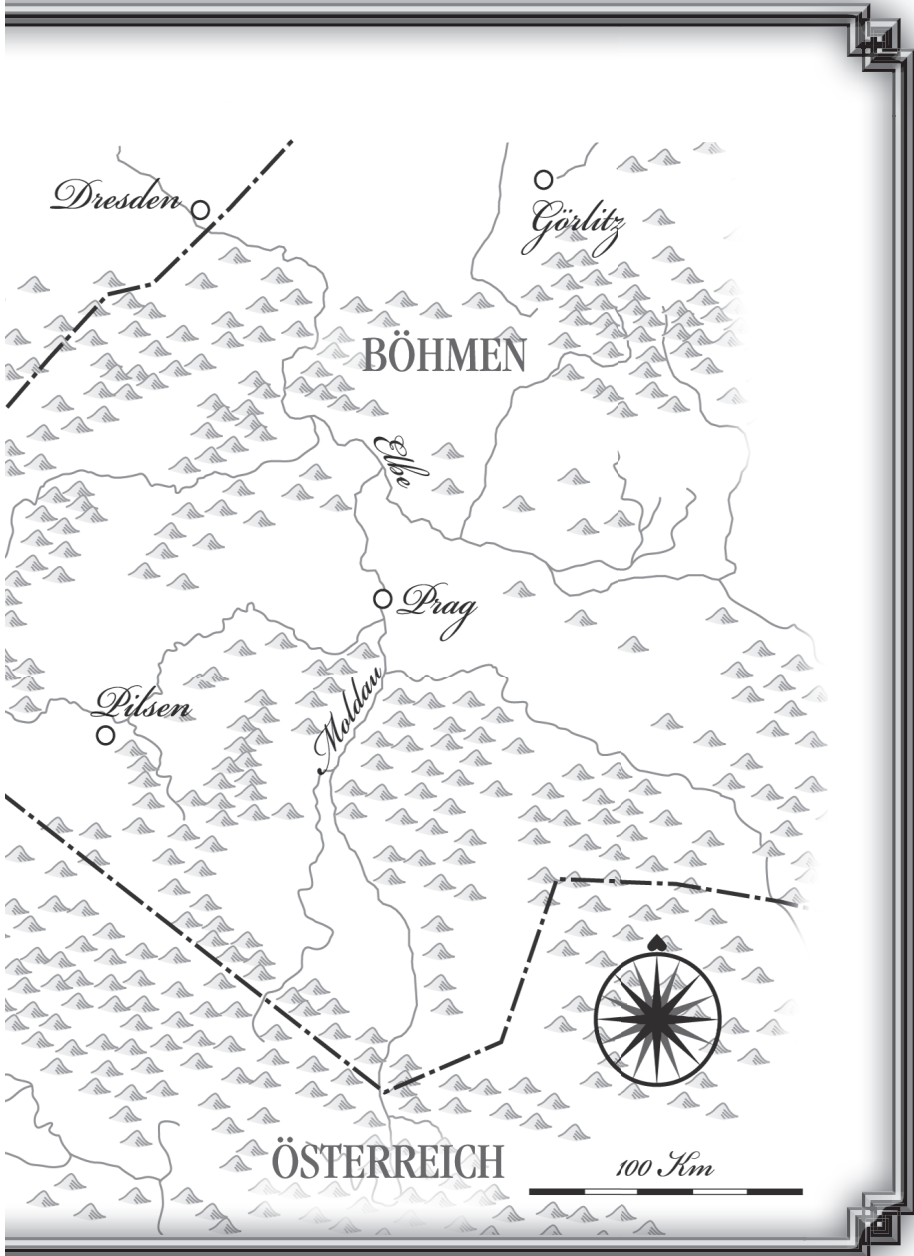 Dresden
Görlitz
BÖHMEN
Elbe
Prag
Moldau
Pilsen
ÖSTERREICH
100 Km